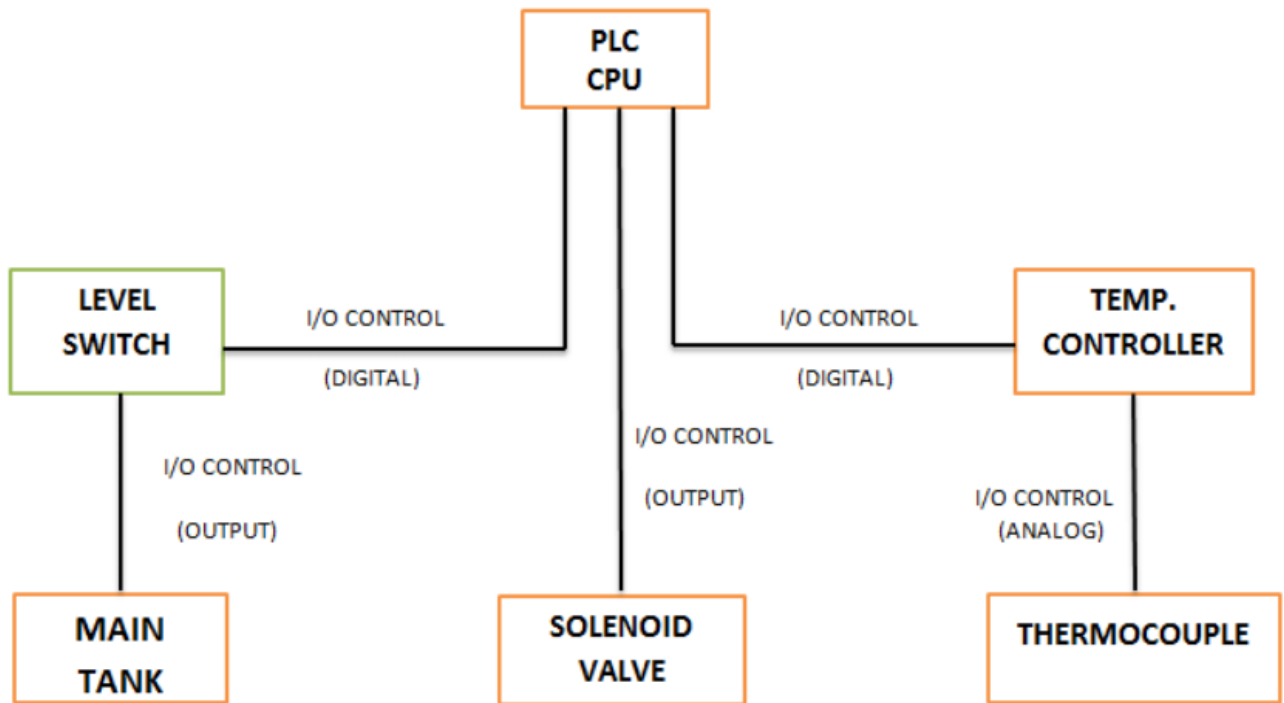 PLC
CPU
LEVEL
SWITCH
I/O CONTROL
(DIGITAL)
I/O CONTROL
(DIGITAL)
TEMP.
CONTROLLER
I/O CONTROL
(OUTPUT)
I/O CONTROL
(OUTPUT)
I/O CONTROL
(ANALOG)
MAIN
TANK
SOLENOID
VALVE
THERMOCOUPLE